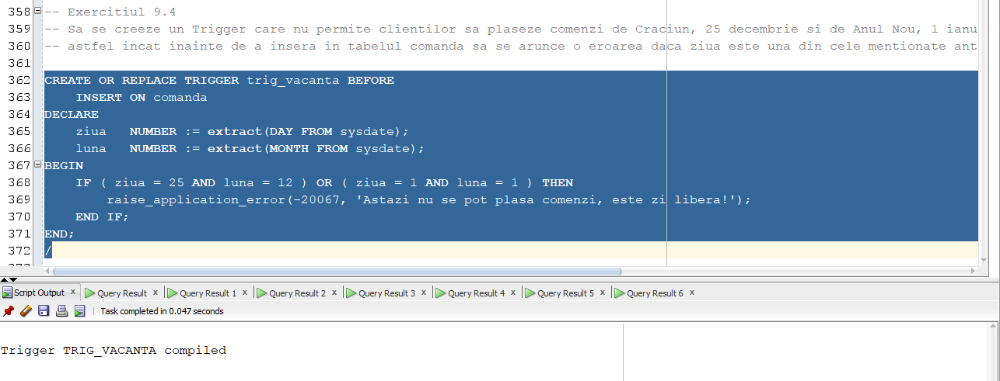 358 -- Exercitiul 9.4
359 -- Sa se creeze un Trigger care nu permite clientilor sa plaseze comenzi de Craciun, 25 decembrie si de Anul Nou, 1 ianu
360 -- astfel incat inainte de a insera in tabelul comanda sa se arunce o eroarea daca ziua este una din cele mentionate ant
361
362 CREATE OR REPLACE TRIGGER trig_vacanta BEFORE
363     INSERT ON comanda
364 DECLARE
365     ziua   NUMBER := extract(DAY FROM sysdate);
366     luna   NUMBER := extract(MONTH FROM sysdate);
367 BEGIN
368     IF ( ziua = 25 AND luna = 12 ) OR ( ziua = 1 AND luna = 1 ) THEN
369         raise_application_error(-20067, 'Astazi nu se pot plasa comenzi, este zi libera!');
370     END IF;
371 END;
372 /
Script Output x Query Result x Query Result 1 x Query Result 2 x Query Result 3 x Query Result 4 x Query Result 5 x Query Result 6 x
Task completed in 0.047 seconds
Trigger TRIG_VACANTA compiled